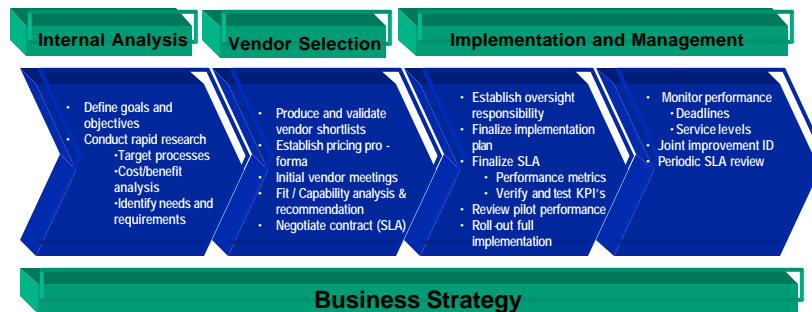 Internal Analysis
Vendor Selection
Implementation and Management
• Define goals and
objectives
• Conduct rapid research
•Target processes
•Cost/benefit
analysis
•Identify needs and
requirements
• Produce and validate
vendor shortlists
• Establish pricing pro -
forma
• Initial vendor meetings
• Fit / Capability analysis &
recommendation
• Negotiate contract (SLA)
• Establish oversight
responsibility
• Finalize implementation
plan
• Finalize SLA
• Performance metrics
• Verify and test KPI's
• Review pilot performance
• Roll-out full
implementation
• Monitor performance
•Deadlines
•Service levels
• Joint improvement ID
• Periodic SLA review
Business Strategy